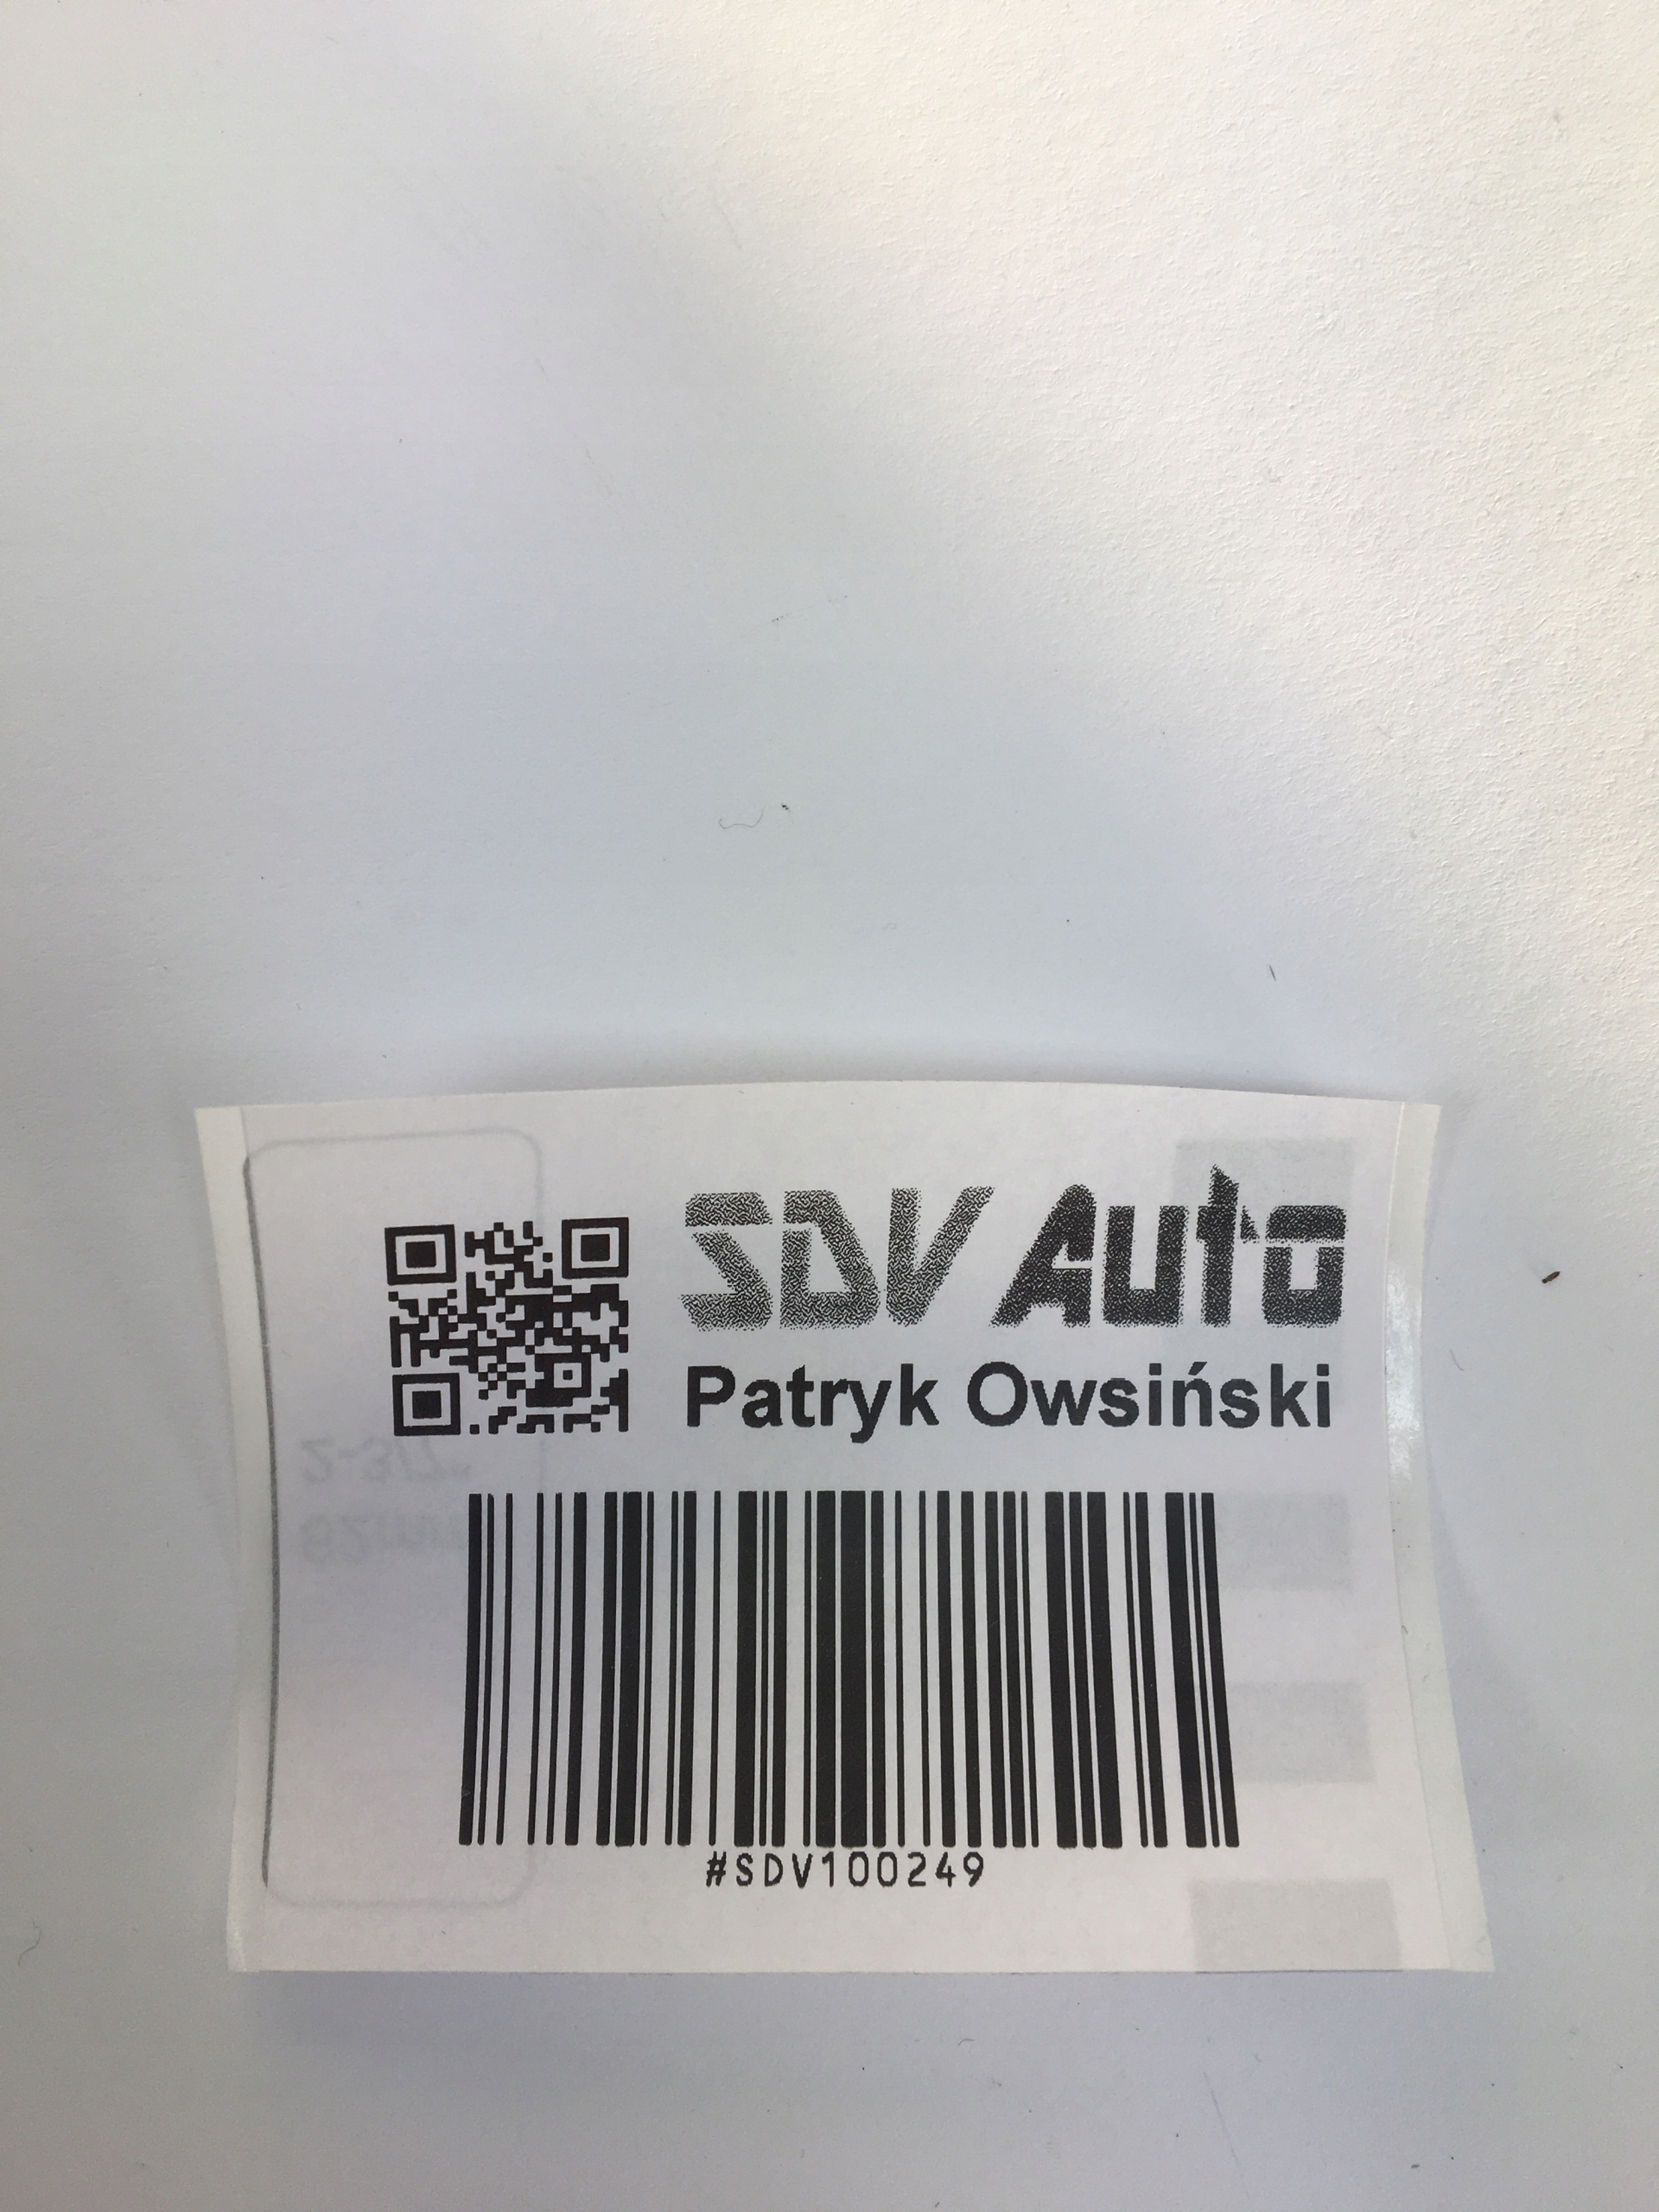 SDV Auto
Patryk Owsiński
#SDV100249